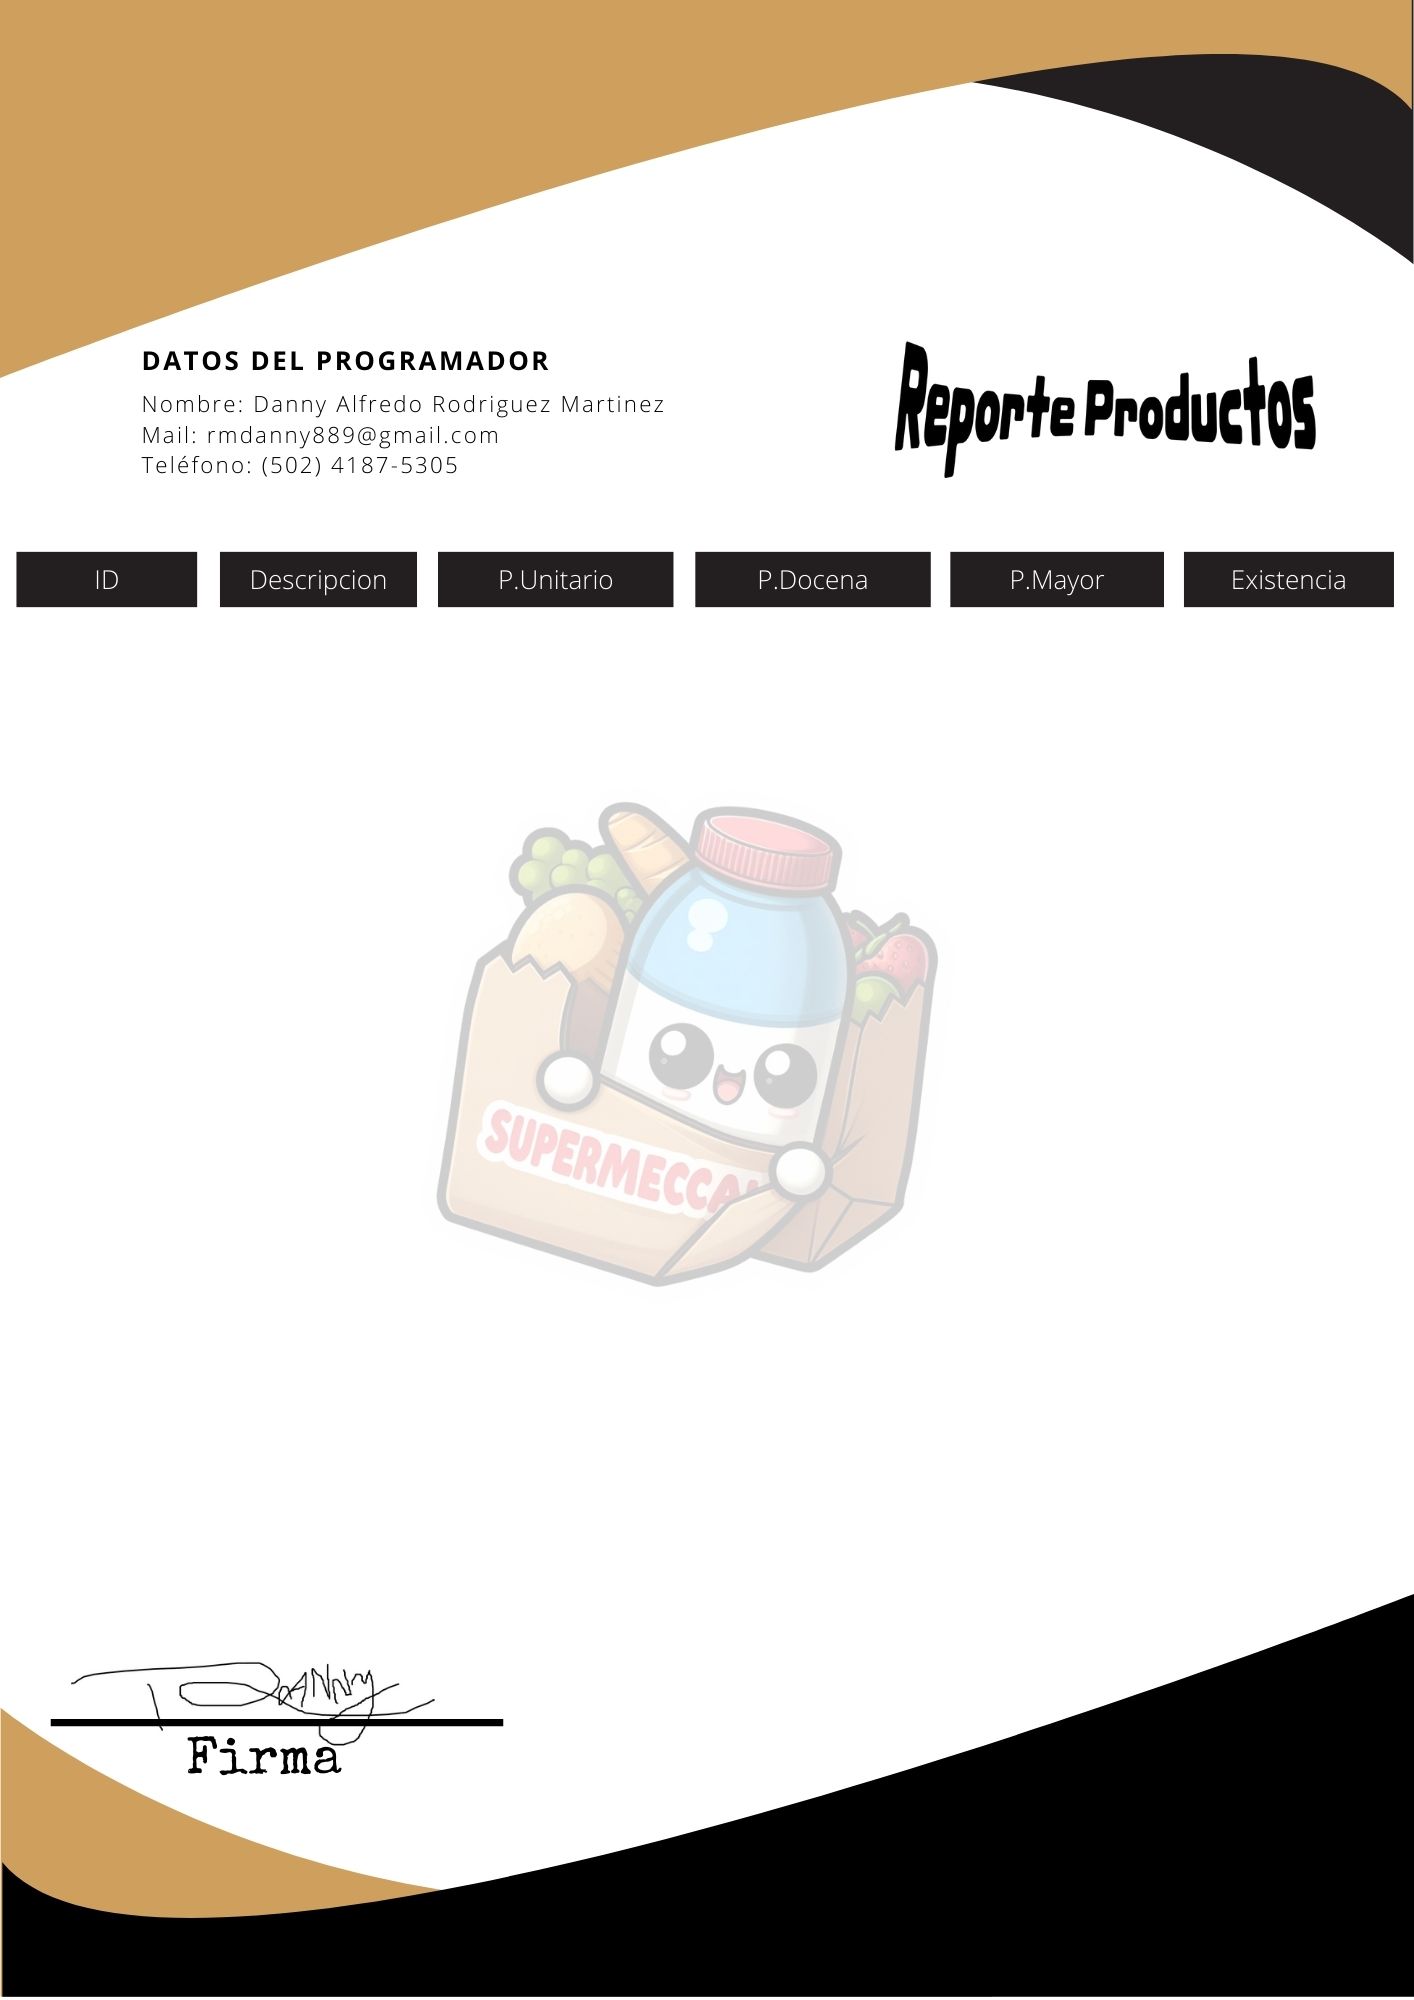 DATOS DEL PROGRAMADOR
Nombre: Danny Alfredo Rodriguez Martinez
Mail: rmdanny889@gmail.com
Teléfono: (502) 4187-5305
Reporte Productos
ID Descripcion P.Unitario P.Docena P.Mayor Existencia
SUPERMECCA
Danny
Firma